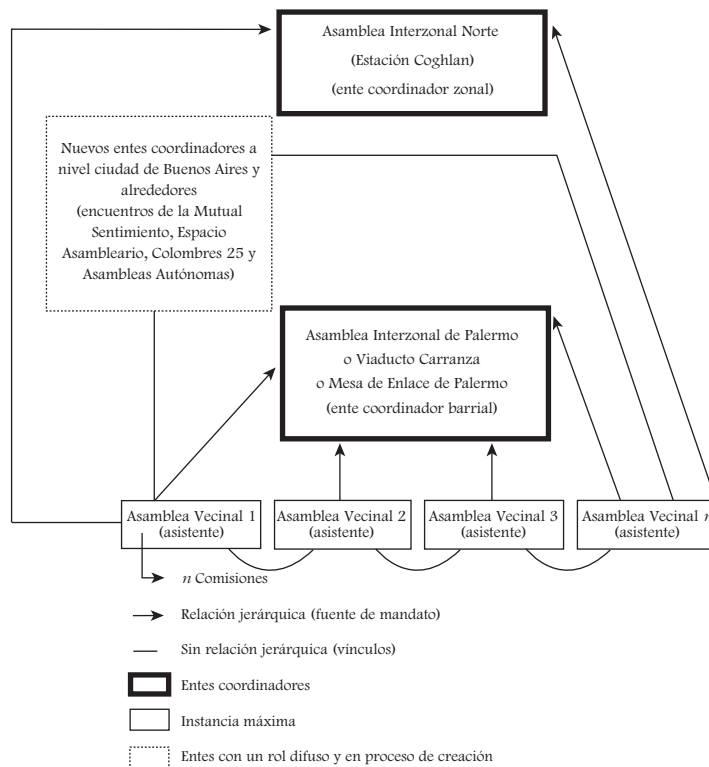 Asamblea Interzonal Norte
(Estación Coghlan)
(ente coordinador zonal)
Nuevos entes coordinadores a
nivel ciudad de Buenos Aires y
alrededores
(encuentros de la Mutual
Sentimiento, Espacio
Asambleario, Colombres 25 y
Asambleas Autónomas)
Asamblea Interzonal de Palermo
o Viaducto Carranza
o Mesa de Enlace de Palermo
(ente coordinador barrial)
Asamblea Vecinal 1
(asistente)
Asamblea Vecinal 2
(asistente)
Asamblea Vecinal 3
(asistente)
Asamblea Vecinal n
(asistente)
n Comisiones
Relación jerárquica (fuente de mandato)
Sin relación jerárquica (vínculos)
Entes coordinadores
Instancia máxima
Entes con un rol difuso y en proceso de creación